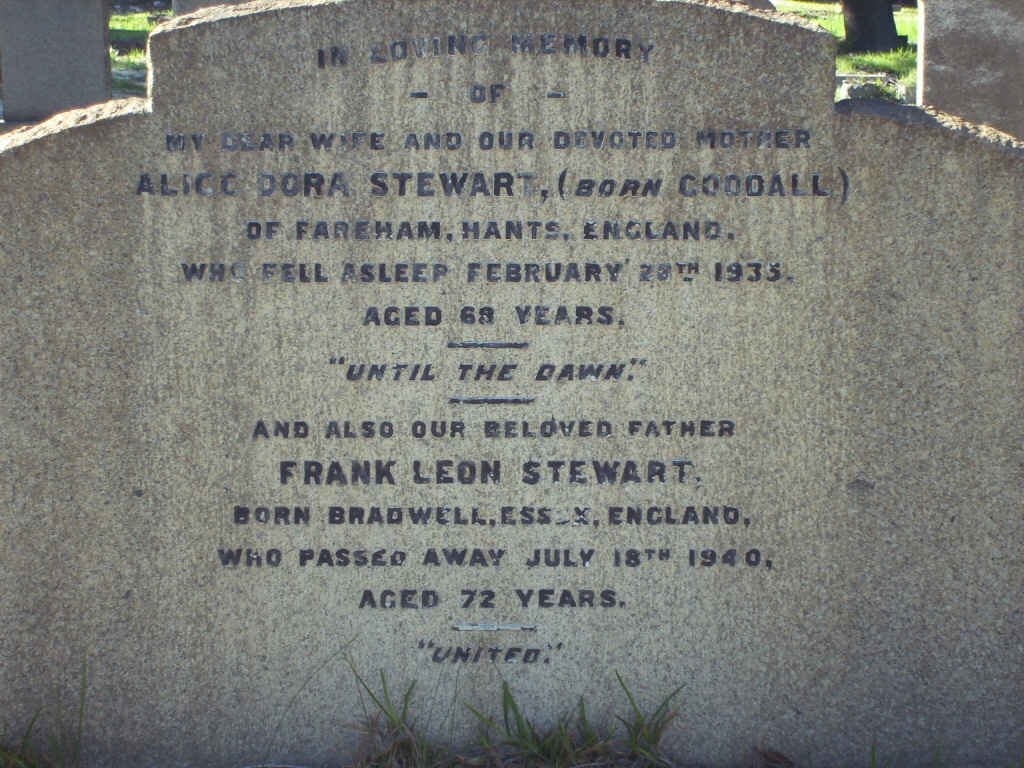 IN LOVING MEMORY
- OF -
MY DEAR WIFE AND OUR DEVOTED MOTHER
ALICE DORA STEWART, (BORN GOODALL)
OF FAREHAM, HANTS, ENGLAND,
WHO FELL ASLEEP FEBRUARY 28TH 1935.
AGED 68 YEARS.
"UNTIL THE DAWN."
AND ALSO OUR BELOVED FATHER
FRANK LEON STEWART.
BORN BRADWELL, ESSEX, ENGLAND,
WHO PASSED AWAY JULY 18TH 1940,
AGED 72 YEARS.
"UNITED."